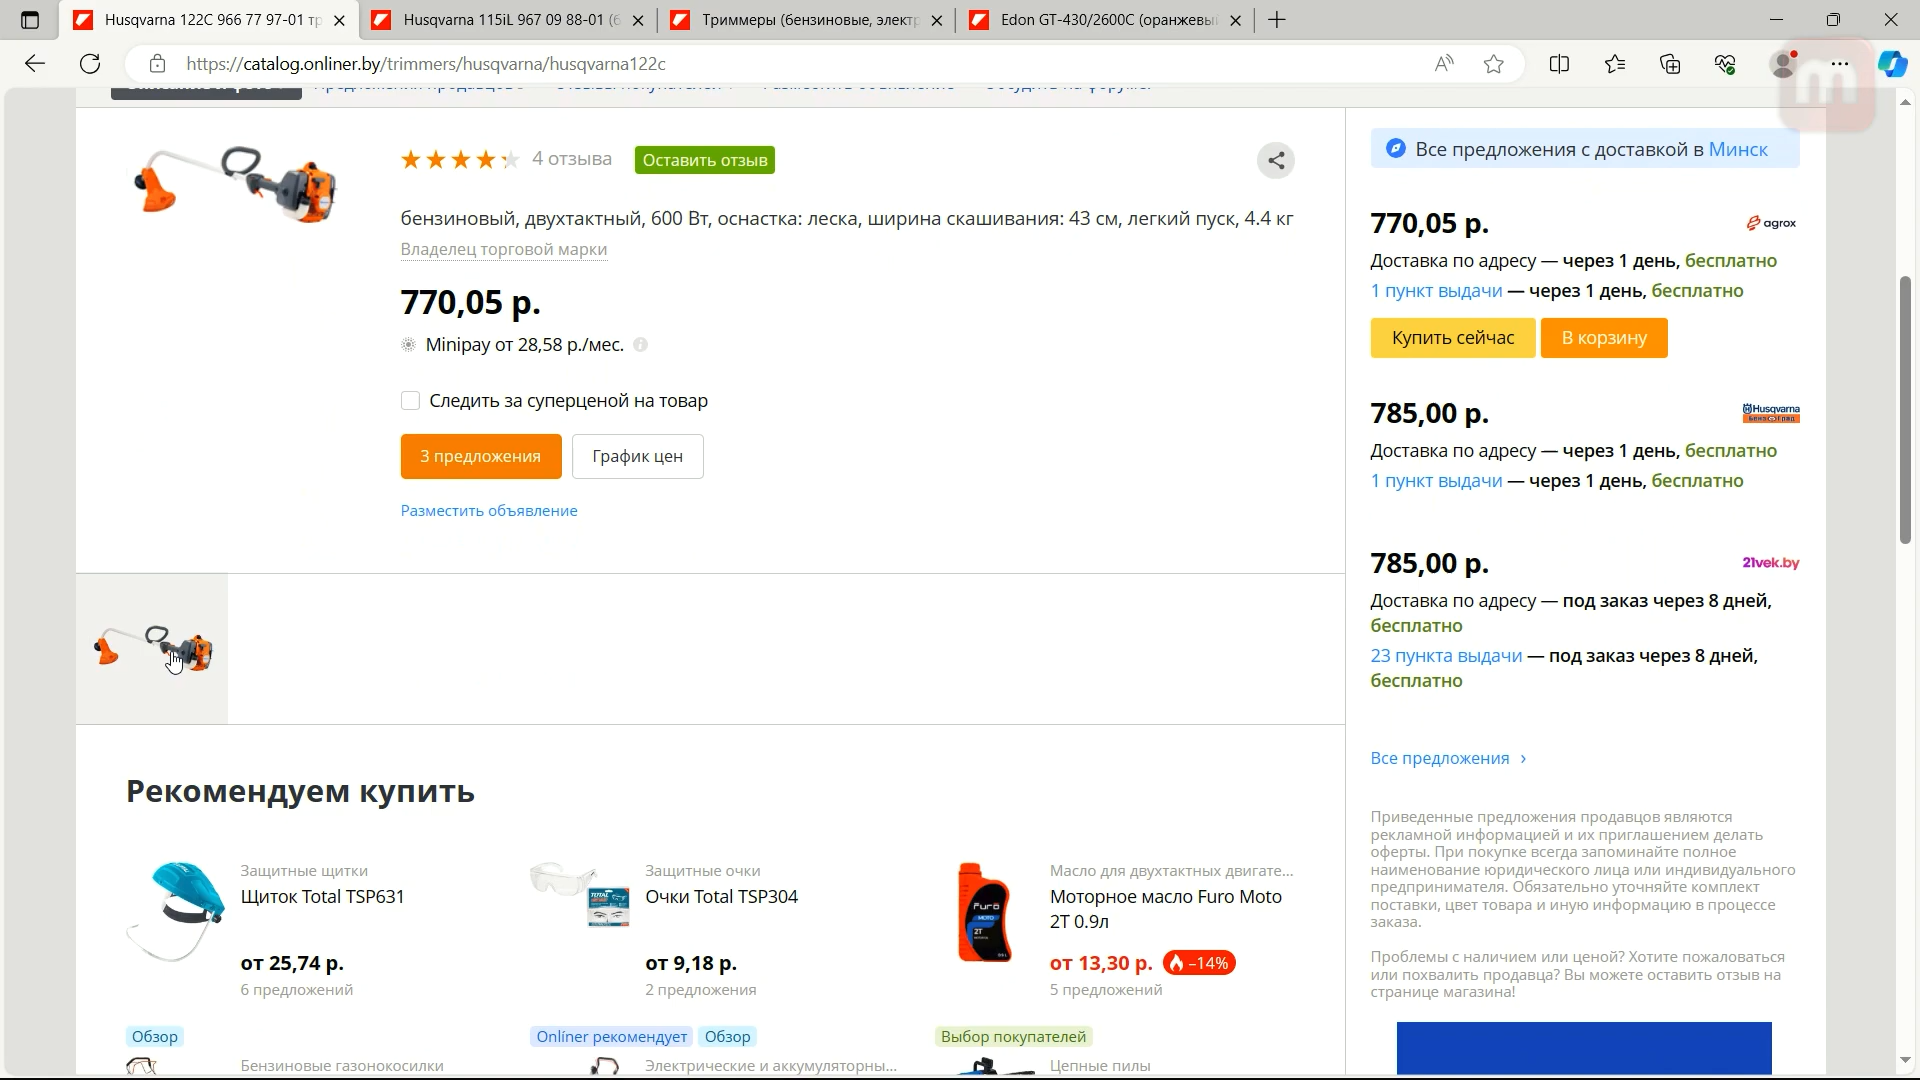 Husqvarna 122C 966 77 97-01 тр
Husqvarna 115iL 967 09 88-01 (б
Триммеры (бензиновые, электр
Edon GT-430/2600C (оранжевы
https://catalog.onliner.by/trimmers/husqvarna/husqvarna122c
4 отзыва
Оставить отзыв
бензиновый, двухтактный, 600 Вт, оснастка: леска, ширина скашивания: 43 см, легкий пуск, 4.4 кг
Владелец торговой марки
770,05 р.
Minipay от 28,58 р./мес.
Следить за суперценой на товар
3 предложения
График цен
Разместить объявление
Все предложения с доставкой в Минск
770,05 р.
agrox
Доставка по адресу — через 1 день, бесплатно
1 пункт выдачи — через 1 день, бесплатно
Купить сейчас
В корзину
785,00 р.
Husqvarna
Доставка по адресу — через 1 день, бесплатно
1 пункт выдачи — через 1 день, бесплатно
785,00 р.
21vek.by
Доставка по адресу — под заказ через 8 дней,
бесплатно
23 пункта выдачи — под заказ через 8 дней,
бесплатно
Все предложения
Приведенные предложения продавцов являются
рекламной информацией и их приглашением делать
оферты. При покупке всегда запоминайте полное
наименование юридического лица или индивидуального
предпринимателя. Обязательно уточняйте комплект
поставки, цвет товара и иную информацию в процессе
заказа.
Проблемы с наличием или ценой? Хотите пожаловаться
или похвалить продавца? Вы можете оставить отзыв на
странице магазина!
Рекомендуем купить
Защитные щитки
Щиток Total TSP631
от 25,74 р.
6 предложений
Защитные очки
Очки Total TSP304
от 9,18 р.
2 предложения
Масло для двухтактных двигате...
Моторное масло Furo Moto
2T 0.9л
от 13,30 р.
–14%
5 предложений
Обзор
Onliner рекомендует
Обзор
Выбор покупателей
Бензиновые газонокосилки
Электрические и аккумуляторны...
Цепные пилы